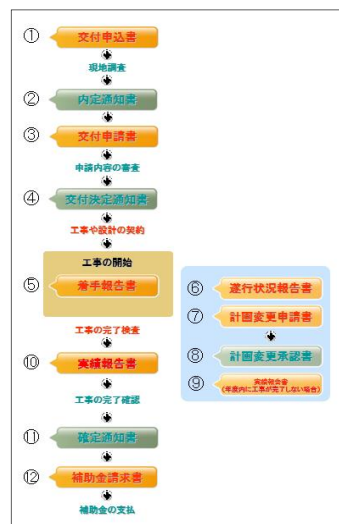 ① 交付申込書
現地調査
② 内定通知書
③ 交付申請書
申請内容の審査
④ 交付決定通知書
工事や設計の契約
工事の開始
⑤ 着手報告書
⑥ 遂行状況報告書
⑦ 計画変更申請書
⑧ 計画変更承認書
⑨ 実績報告書
(年度内に工事が完了しない場合)
工事の完了検査
⑩ 実績報告書
工事の完了確認
⑪ 確定通知書
⑫ 補助金請求書
補助金の支払